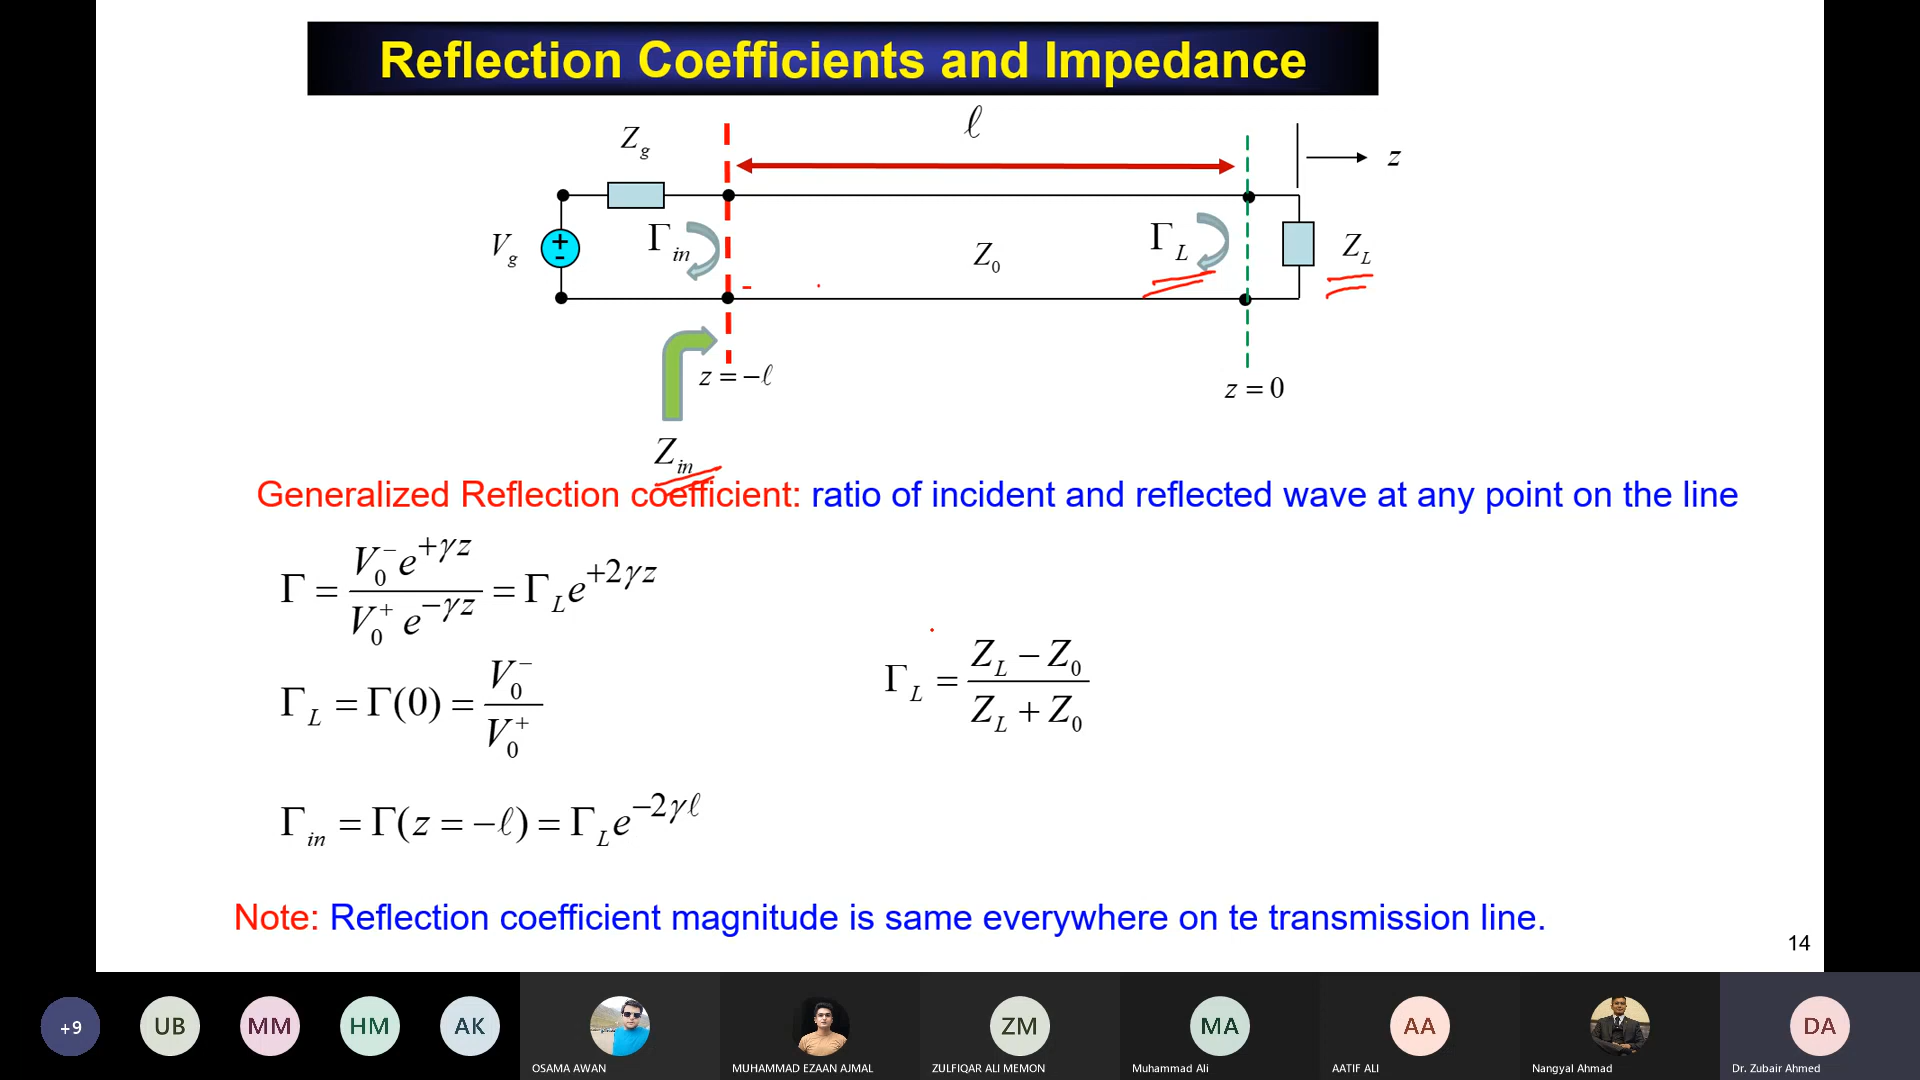 Reflection Coefficients and Impedance
ℓ
Z_g
z
V_g
+
-
Γ_in
Z_0
Γ_L
Z_L
z = −ℓ
z = 0
Z_in
Generalized Reflection coefficient: ratio of incident and reflected wave at any point on the line
Γ = V_0^− e^{+γz} / V_0^+ e^{−γz} = Γ_L e^{+2γz}
Γ_L = Γ(0) = V_0^− / V_0^+
Γ_L = (Z_L − Z_0) / (Z_L + Z_0)
Γ_in = Γ(z = −ℓ) = Γ_L e^{−2γℓ}
Note: Reflection coefficient magnitude is same everywhere on te transmission line.
14
+9
UB
MM
HM
AK
ZM
MA
AA
DA
OSAMA AWAN
MUHAMMAD EZAAN AJMAL
ZULFIQAR ALI MEMON
Muhammad Ali
AATIF ALI
Nangyal Ahmad
Dr. Zubair Ahmed